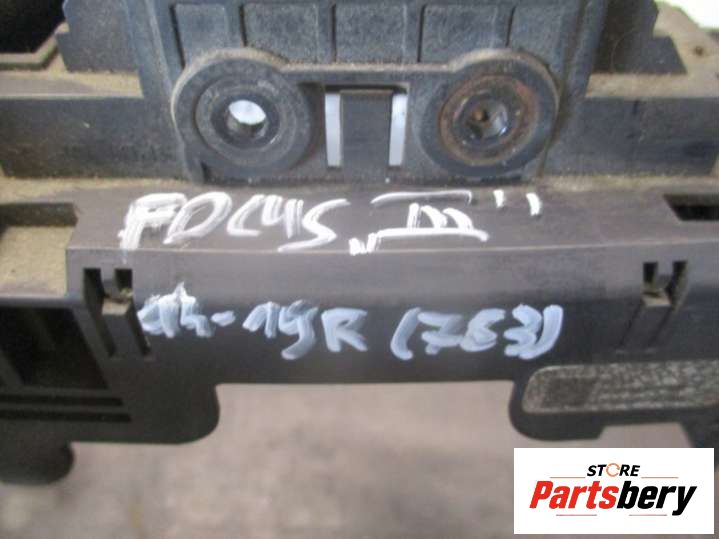 FOCUS „III"
14-19R (783)
STORE
Partsbery